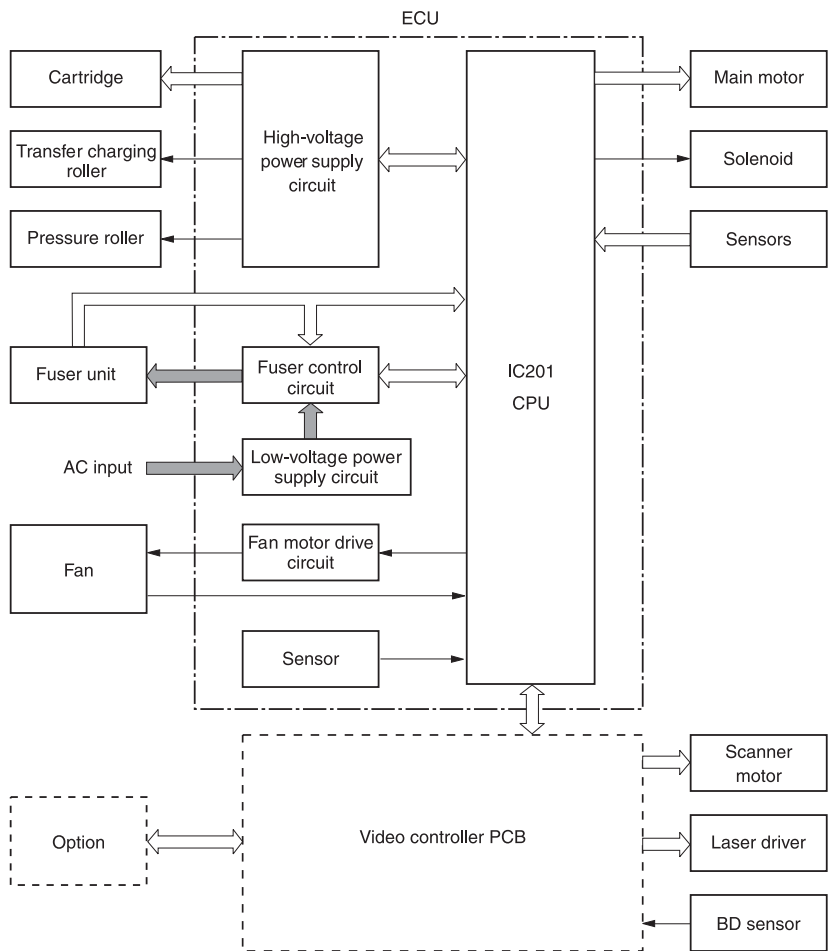 ECU
Cartridge
Transfer charging
roller
Pressure roller
High-voltage
power supply
circuit
Main motor
Solenoid
Sensors
Fuser unit
Fuser control
circuit
IC201
CPU
AC input
Low-voltage power
supply circuit
Fan
Fan motor drive
circuit
Sensor
Option
Video controller PCB
Scanner
motor
Laser driver
BD sensor